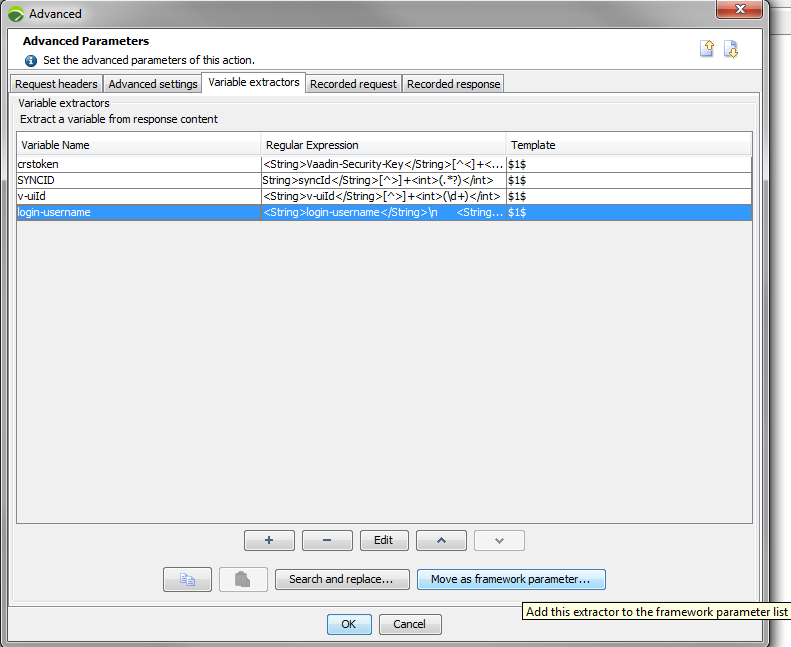 Advanced
Advanced Parameters
Set the advanced parameters of this action.
Request headers Advanced settings Variable extractors Recorded request Recorded response
Variable extractors
Extract a variable from response content
Variable Name Regular Expression Template
crstoken <String>Vaadin-Security-Key</String>[^<]+<... $1$
SYNCID String>syncId</String>[^>]+<int>(.*?)</int> $1$
v-uiId <String>v-uiId</String>[^>]+<int>(\d+)</int> $1$
login-username <String>login-username</String>\n <String... $1$
+ − Edit
Search and replace... Move as framework parameter...
Add this extractor to the framework parameter list
OK Cancel